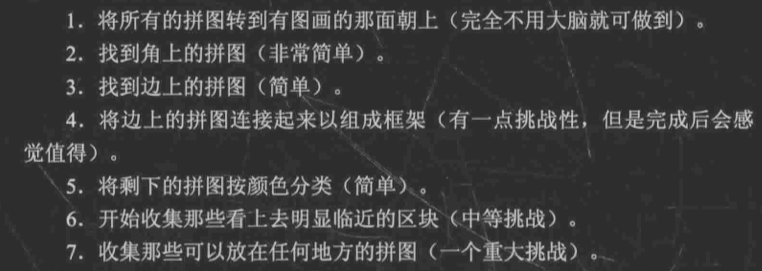 1. 将所有的拼图转到有图画的那面朝上（完全不用大脑就可做到）。
2. 找到角上的拼图（非常简单）。
3. 找到边上的拼图（简单）。
4. 将边上的拼图连接起来以组成框架（有一点挑战性，但是完成后会感
觉值得）。
5. 将剩下的拼图按颜色分类（简单）。
6. 开始收集那些看上去明显临近的区块（中等挑战）。
7. 收集那些可以放在任何地方的拼图（一个重大挑战）。